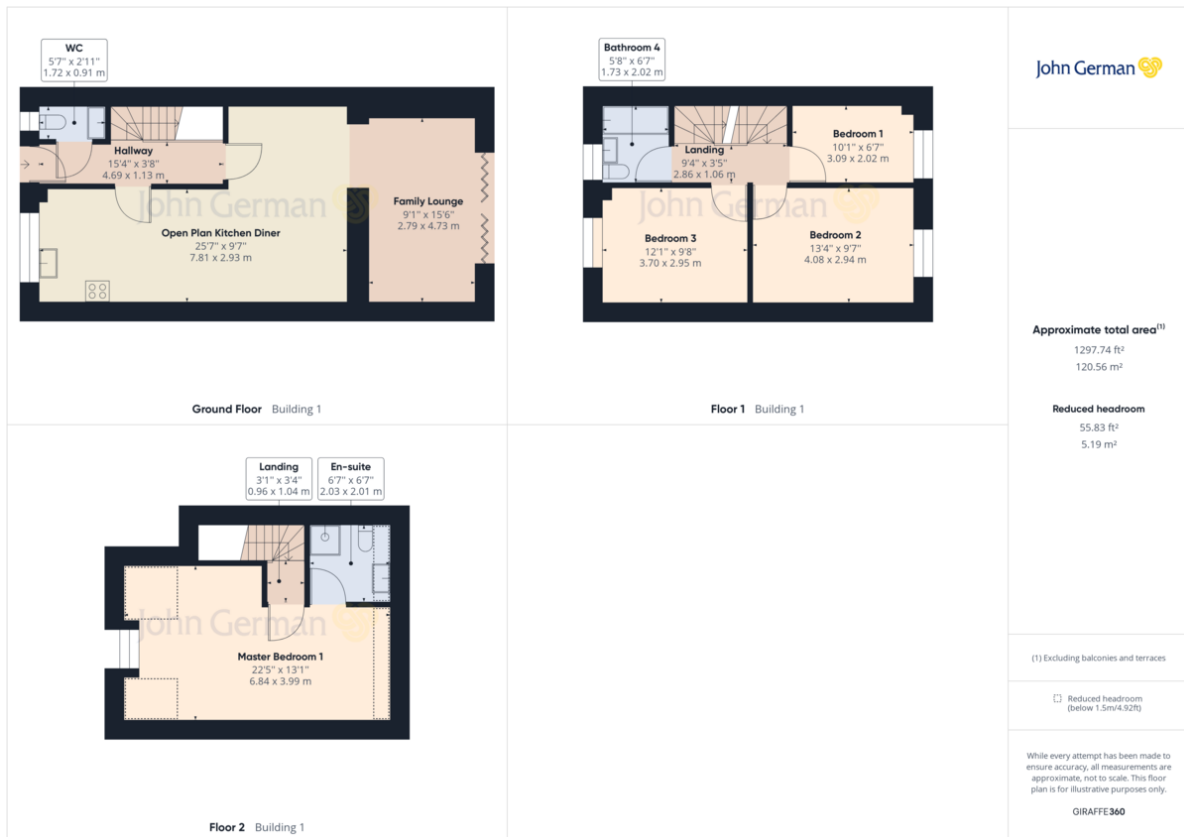 WC
5'7" x 2'11"
1.72 x 0.91 m
Hallway
15'4" x 3'8"
4.69 x 1.13 m
John German
Family Lounge
9'1" x 15'6"
2.79 x 4.73 m
Open Plan Kitchen Diner
25'7" x 9'7"
7.81 x 2.93 m
Ground Floor Building 1
Bathroom 4
5'8" x 6'7"
1.73 x 2.02 m
Bedroom 1
10'1" x 6'7"
3.09 x 2.02 m
Landing
9'4" x 3'5"
2.86 x 1.06 m
John German
Bedroom 3
12'1" x 9'8"
3.70 x 2.95 m
Bedroom 2
13'4" x 9'7"
4.08 x 2.94 m
Floor 1 Building 1
Landing
3'1" x 3'4"
0.96 x 1.04 m
En-suite
6'7" x 6'7"
2.03 x 2.01 m
John German
Master Bedroom 1
22'5" x 13'1"
6.84 x 3.99 m
Floor 2 Building 1
John German
Approximate total area(1)
1297.74 ft²
120.56 m²
Reduced headroom
55.83 ft²
5.19 m²
(1) Excluding balconies and terraces
Reduced headroom
(below 1.5m/4.92ft)
While every attempt has been made to
ensure accuracy, all measurements are
approximate, not to scale. This floor
plan is for illustrative purposes only.
GIRAFFE360